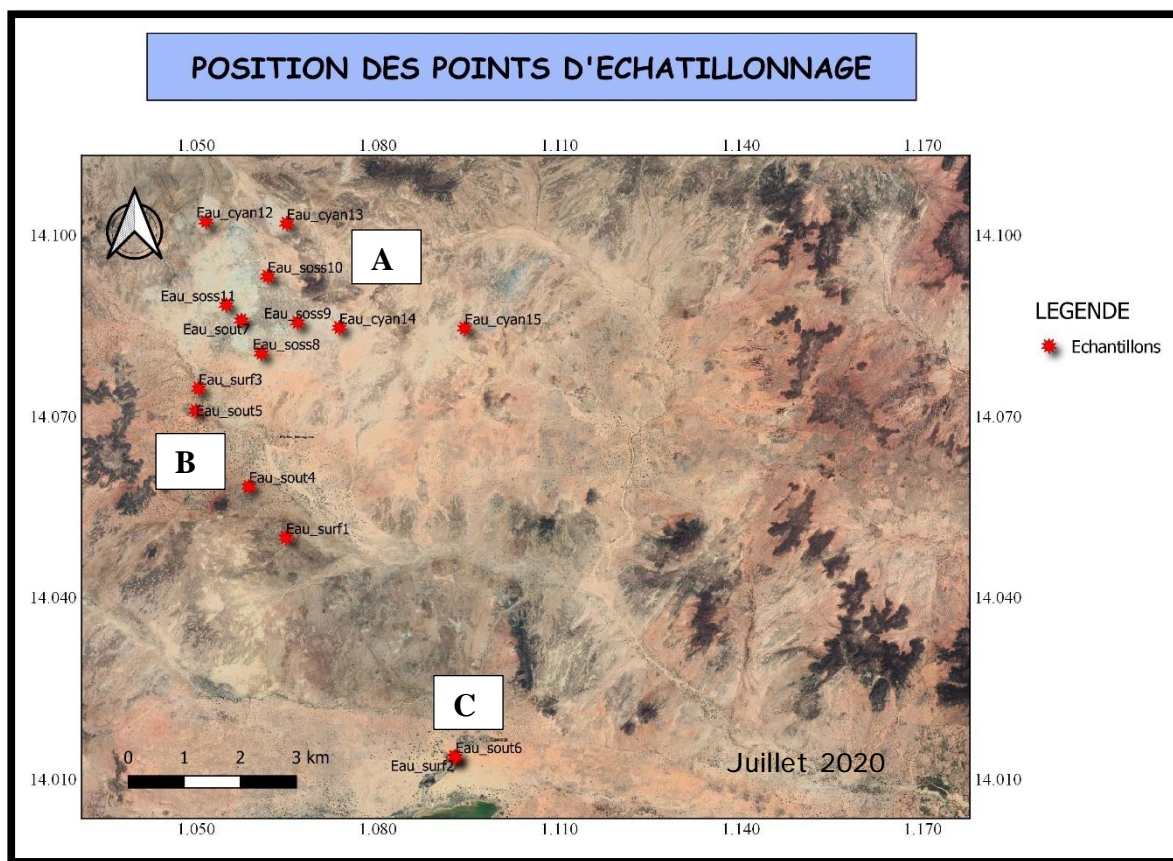 POSITION DES POINTS D'ECHATILLONNAGE
1.050 1.080 1.110 1.140 1.170
Eau_cyan12 Eau_cyan13
14.100 14.100
A
Eau_soss10
Eau_soss11
Eau_soss9 Eau_cyan14 Eau_cyan15
Eau_sout7
Eau_soss8
LEGENDE
Echantillons
Eau_surf3
Eau_sout5
14.070 14.070
B
Eau_sout4
Eau_surf1
14.040 14.040
C
Eau_sout6
Eau_surf2
0 1 2 3 km
Juillet 2020
14.010 14.010
1.050 1.080 1.110 1.140 1.170